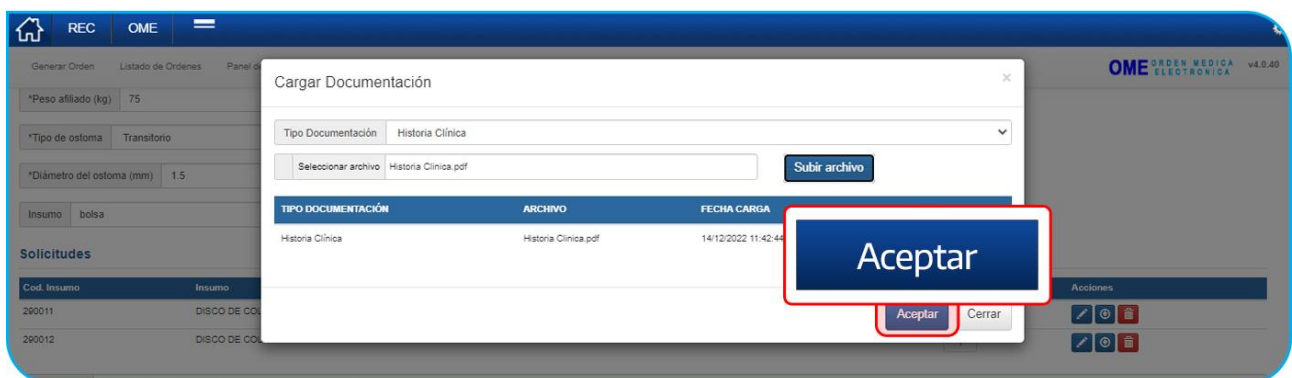 REC OME
Generar Orden Listado de Ordenes Panel de
OME ORDEN MEDICA ELECTRONICA v4.0.40
*Peso afiliado (kg) 75
*Tipo de ostoma Transitorio
*Diámetro del ostoma (mm) 1.5
Insumo bolsa
Solicitudes
Cod. Insumo Insumo Acciones
290011 DISCO DE COL
290012 DISCO DE COL
Cargar Documentación ×
Tipo Documentación Historia Clínica
Seleccionar archivo Historia Clinica.pdf Subir archivo
TIPO DOCUMENTACIÓN ARCHIVO FECHA CARGA
Historia Clínica Historia Clinica.pdf 14/12/2022 11:42:44
Aceptar
Aceptar Cerrar